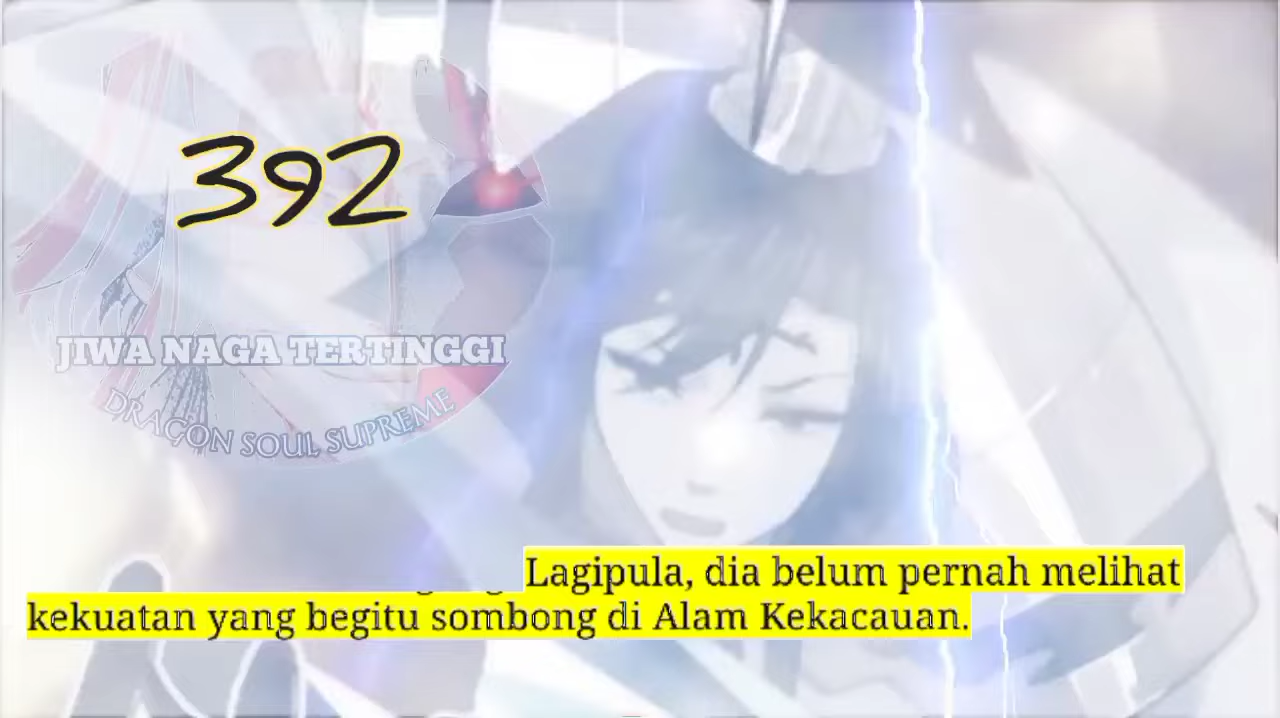 392
JIWA NAGA TERTINGGI
DRAGON SOUL SUPREME
Lagipula, dia belum pernah melihat
kekuatan yang begitu sombong di Alam Kekacauan.